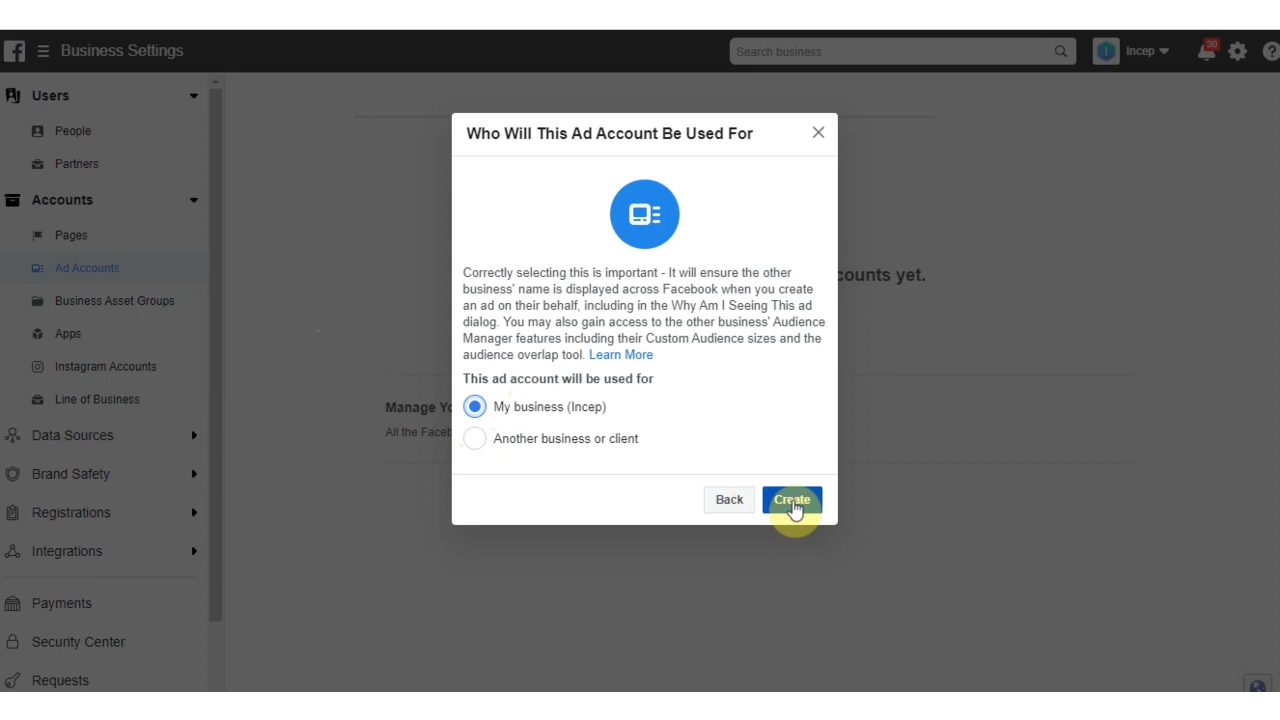 Business Settings
Search business
Incep
30
Users
People
Partners
Accounts
Pages
Ad Accounts
Business Asset Groups
Apps
Instagram Accounts
Line of Business
Data Sources
Brand Safety
Registrations
Integrations
Payments
Security Center
Requests
counts yet.
Manage Yo
All the Faceb
Who Will This Ad Account Be Used For
Correctly selecting this is important - It will ensure the other
business' name is displayed across Facebook when you create
an ad on their behalf, including in the Why Am I Seeing This ad
dialog. You may also gain access to the other business' Audience
Manager features including their Custom Audience sizes and the
audience overlap tool. Learn More
This ad account will be used for
My business (Incep)
Another business or client
Back
Create